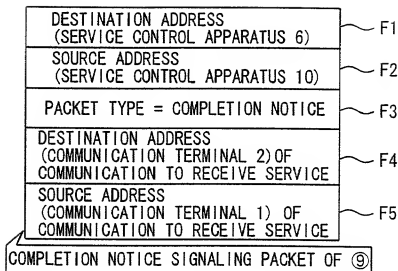 DESTINATION ADDRESS
(SERVICE CONTROL APPARATUS 6)
F1
SOURCE ADDRESS
(SERVICE CONTROL APPARATUS 10)
F2
PACKET TYPE = COMPLETION NOTICE
F3
DESTINATION ADDRESS
(COMMUNICATION TERMINAL 2)OF
COMMUNICATION TO RECEIVE SERVICE
F4
SOURCE ADDRESS
(COMMUNICATION TERMINAL 1) OF
COMMUNICATION TO RECEIVE SERVICE
F5
COMPLETION NOTICE SIGNALING PACKET OF ⑨